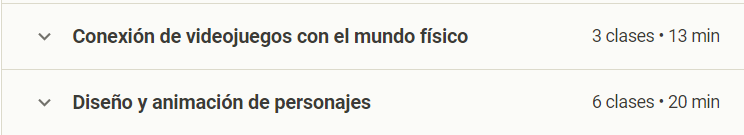 Conexión de videojuegos con el mundo físico 3 clases • 13 min
Diseño y animación de personajes 6 clases • 20 min